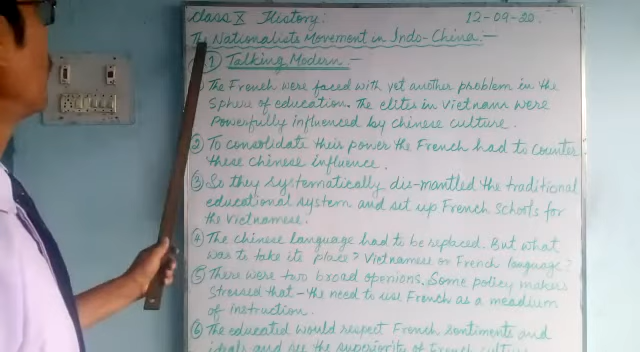 Class X History: 12-09-20.
The Nationalists Movement in Indo-China:-
① Talking Modern -
The French were faced with yet another problem in the
Sphere of education. The elites in Vietnam were
Powerfully influenced by chinese culture.
② To consolidate their power the French had to counter
these chinese influence.
③ So they systematically dis-mantled the traditional
educational system and set up French Schools for
the Vietnamese.
④ The chinese language had to be replaced. But what
was to take its place? Vietnamese or French language?
⑤ There were two broad openions. Some policy makers
Stressed that - the need to use French as a meadium
of instruction.
⑥ The educated would respect French sentiments and
ideals and see the superiority of French culture